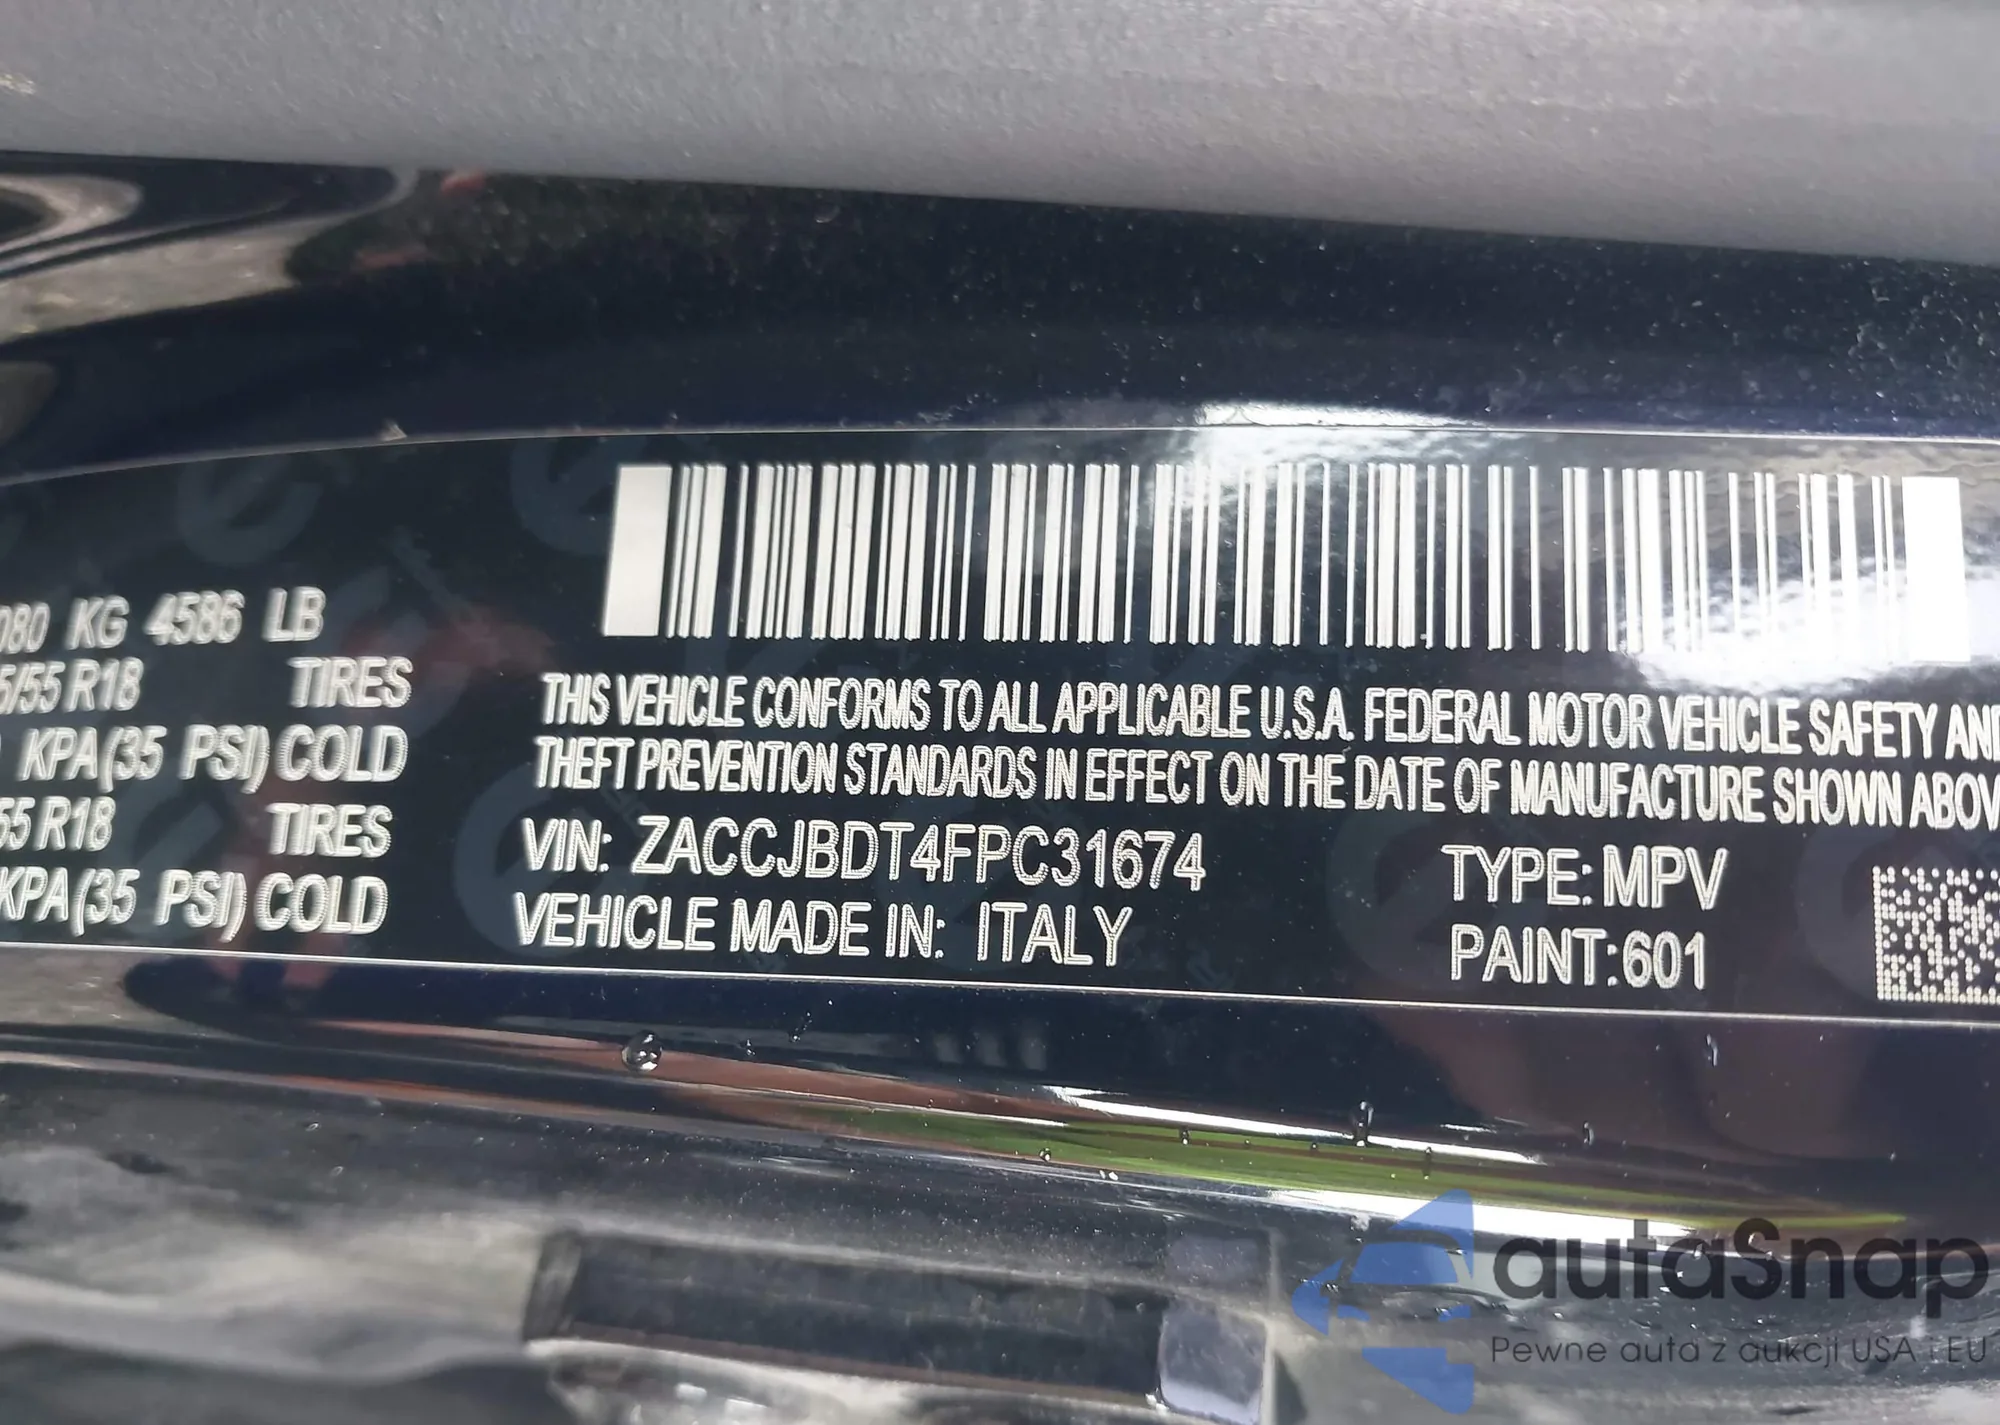 080 KG 4586 LB
5/55 R18 TIRES
KPA(35 PSI) COLD
55 R18 TIRES
KPA(35 PSI) COLD
THIS VEHICLE CONFORMS TO ALL APPLICABLE U.S.A. FEDERAL MOTOR VEHICLE SAFETY AND
THEFT PREVENTION STANDARDS IN EFFECT ON THE DATE OF MANUFACTURE SHOWN ABOV
VIN: ZACCJBDT4FPC31674
TYPE: MPV
VEHICLE MADE IN: ITALY
PAINT: 601
autaSnap
Pewne auta z aukcji USA i EU